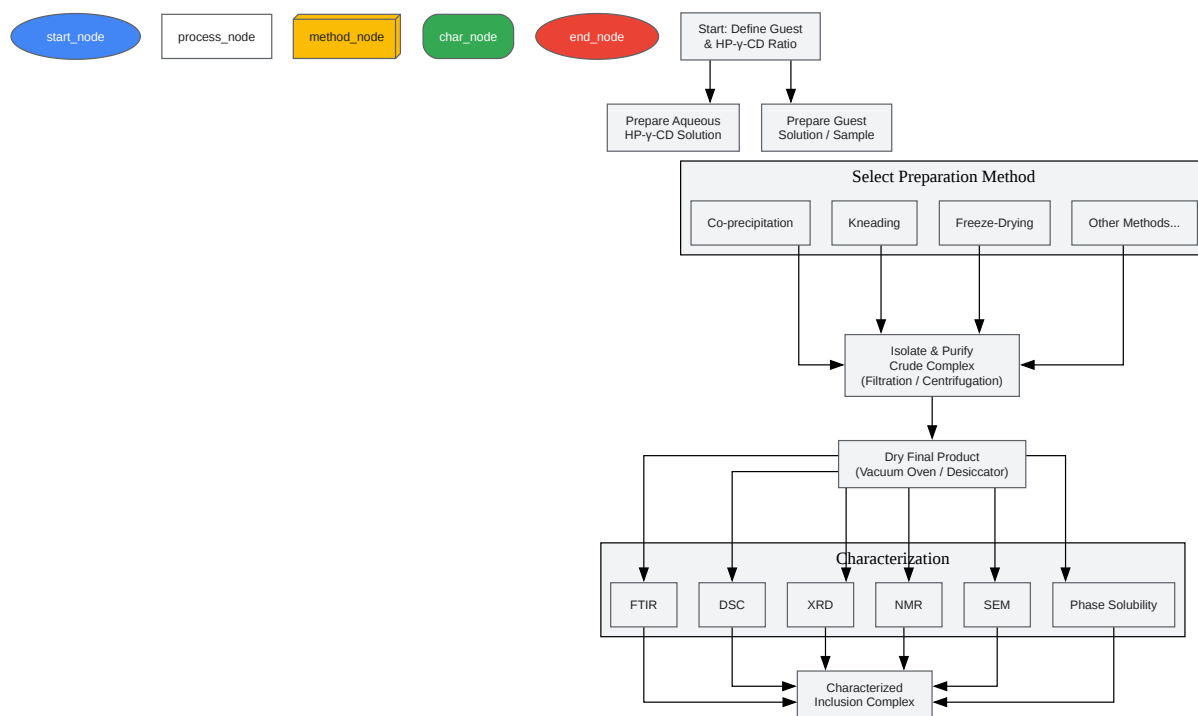 start_node
process_node
method_node
char_node
end_node
Start: Define Guest
& HP-γ-CD Ratio
Prepare Aqueous
HP-γ-CD Solution
Prepare Guest
Solution / Sample
Select Preparation Method
Co-precipitation
Kneading
Freeze-Drying
Other Methods...
Isolate & Purify
Crude Complex
(Filtration / Centrifugation)
Dry Final Product
(Vacuum Oven / Desiccator)
Characterization
FTIR
DSC
XRD
NMR
SEM
Phase Solubility
Characterized
Inclusion Complex